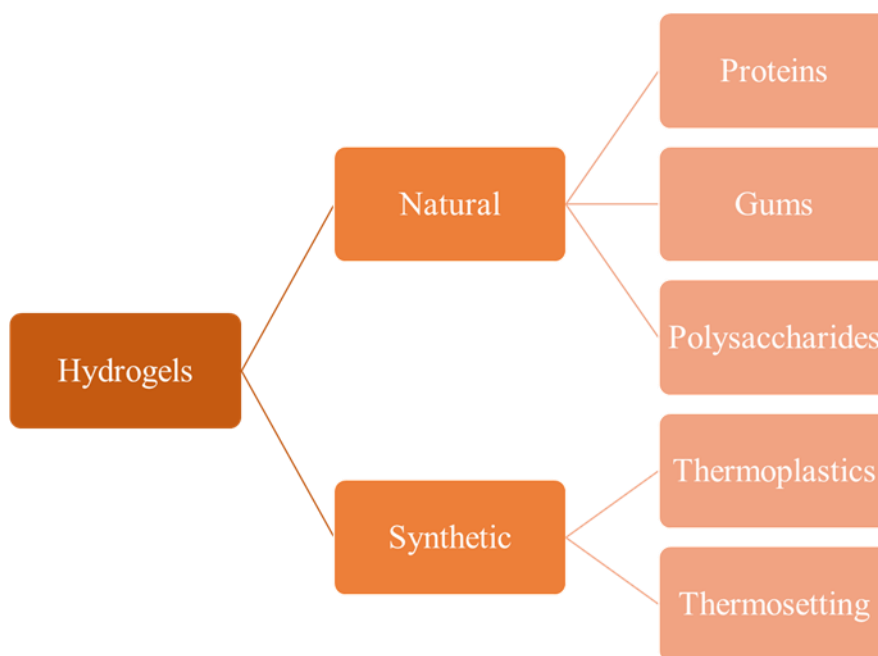 Hydrogels
Natural
Proteins
Gums
Polysaccharides
Synthetic
Thermoplastics
Thermosetting